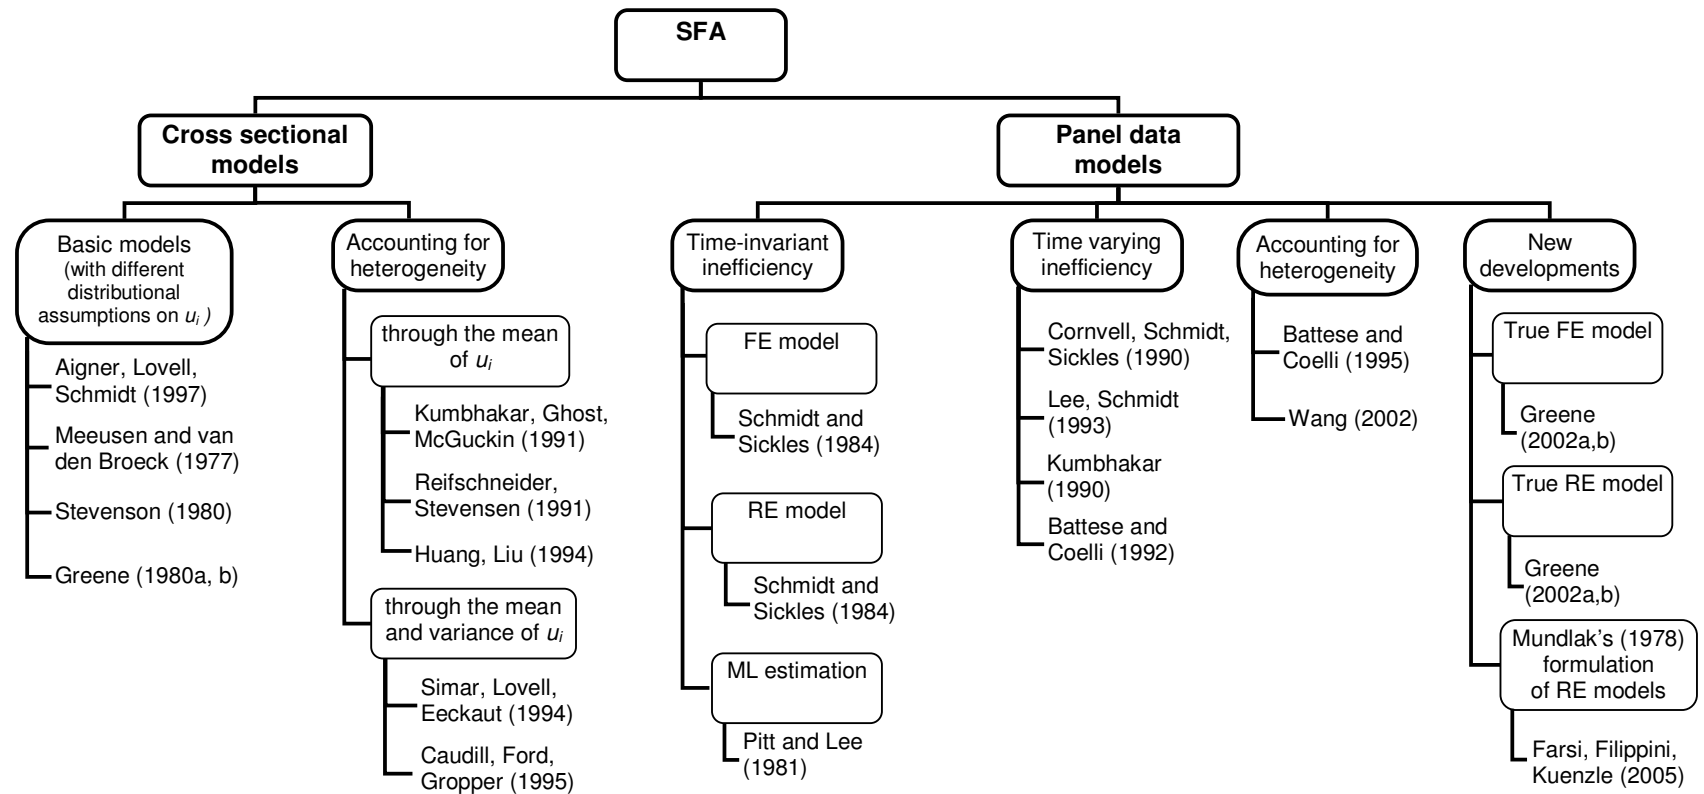 SFA
Cross sectional
models
Panel data
models
Basic models
(with different
distributional
assumptions on ui )
Aigner, Lovell,
Schmidt (1997)
Meeusen and van
den Broeck (1977)
Stevenson (1980)
Greene (1980a, b)
Accounting for
heterogeneity
through the mean
of ui
Kumbhakar, Ghost,
McGuckin (1991)
Reifschneider,
Stevensen (1991)
Huang, Liu (1994)
through the mean
and variance of ui
Simar, Lovell,
Eeckaut (1994)
Caudill, Ford,
Gropper (1995)
Time-invariant
inefficiency
FE model
Schmidt and
Sickles (1984)
RE model
Schmidt and
Sickles (1984)
ML estimation
Pitt and Lee
(1981)
Time varying
inefficiency
Cornvell, Schmidt,
Sickles (1990)
Lee, Schmidt
(1993)
Kumbhakar
(1990)
Battese and
Coelli (1992)
Accounting for
heterogeneity
Battese and
Coelli (1995)
Wang (2002)
New
developments
True FE model
Greene
(2002a,b)
True RE model
Greene
(2002a,b)
Mundlak’s (1978)
formulation
of RE models
Farsi, Filippini,
Kuenzle (2005)